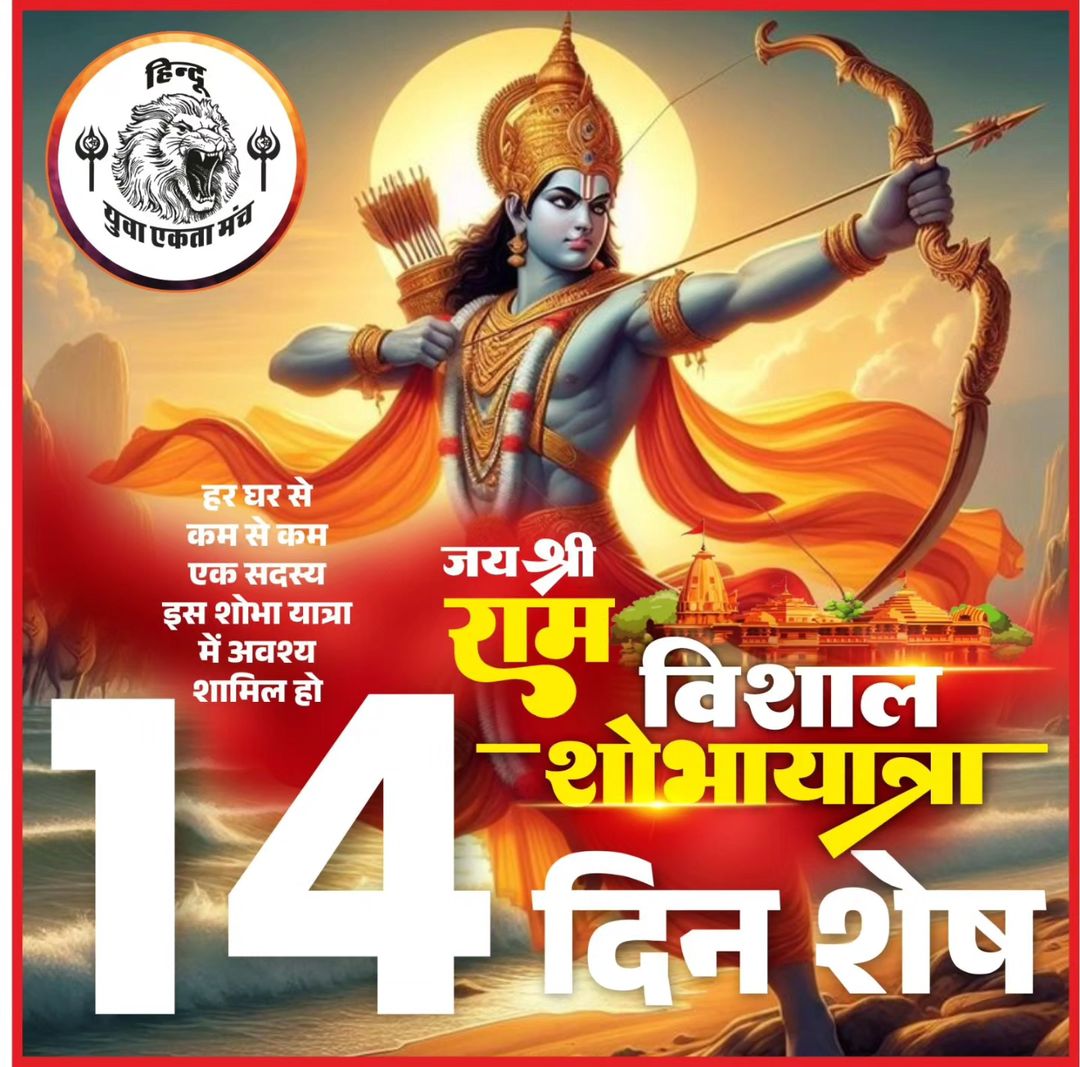 हिन्दू
युवा एकता मंच
हर घर से
कम से कम
एक सदस्य
इस शोभा यात्रा
में अवश्य
शामिल हो
जय श्री
राम
विशाल
शोभायात्रा
14 दिन शेष